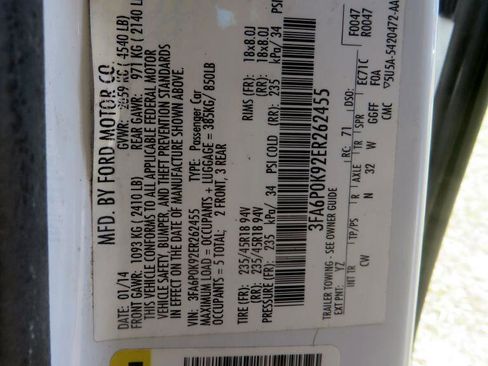 MFD. BY FORD MOTOR CO.
DATE: 01/14 GVWR: 2059 KG ( 4540 LB)
FRONT GAWR: 1093 KG ( 2410 LB) REAR GAWR: 971 KG ( 2140 LB)
THIS VEHICLE CONFORMS TO ALL APPLICABLE FEDERAL MOTOR
VEHICLE SAFETY, BUMPER, AND THEFT PREVENTION STANDARDS
IN EFFECT ON THE DATE OF MANUFACTURE SHOWN ABOVE.
VIN: 3FA6P0K92ER262455 TYPE: Passenger Car
MAXIMUM LOAD = OCCUPANTS + LUGGAGE = 385KG/ 850LB
OCCUPANTS = 5 TOTAL: 2 FRONT, 3 REAR
TIRE (FR): 235/45R18 94V RIMS (FR): 18x8.0J
TIRE (RR): 235/45R18 94V RIMS (RR): 18x8.0J
PSI COLD (FR): 235 kPa/ 34 PSI COLD (RR): 235 kPa/ 34
3FA6P0K92ER262455
TRAILER TOWING - SEE OWNER GUIDE
F0047
R0047
EXT PNT: YZ RC: 71 DSO: EC71C FOA
TP/PS R AXLE TR SPR
CW N 32 W GGFF CMC
5U5A-5420472-AA